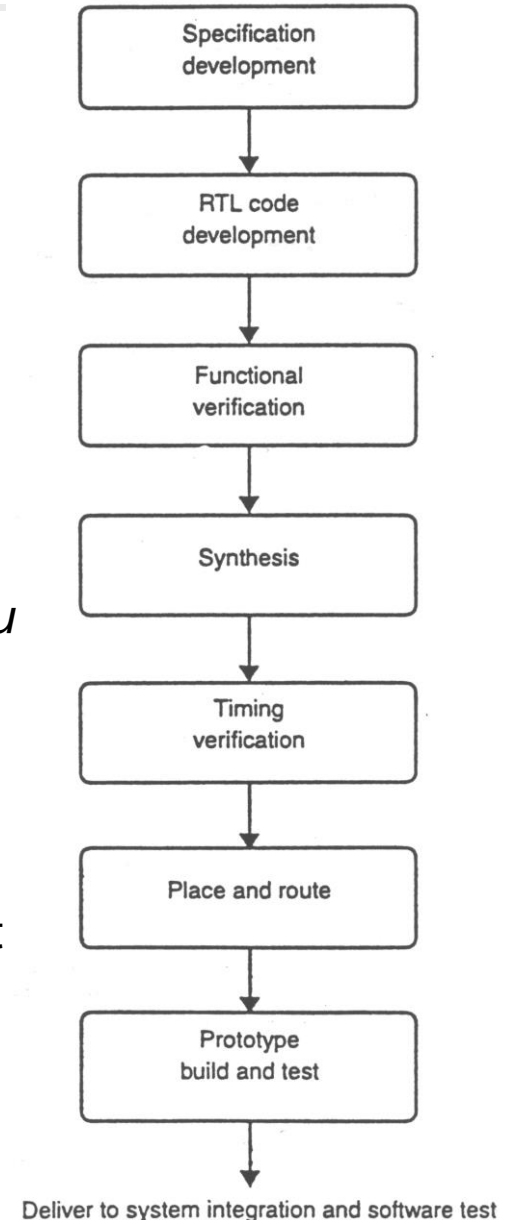 Specification
development
RTL code
development
Functional
verification
Synthesis
u
Timing
verification
Place and route
t
Prototype
build and test
Deliver to system integration and software test